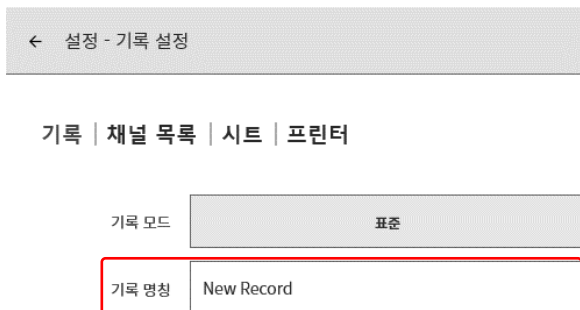 ← 설정 - 기록 설정
기록 | 채널 목록 | 시트 | 프린터
기록 모드 표준
기록 명칭 New Record